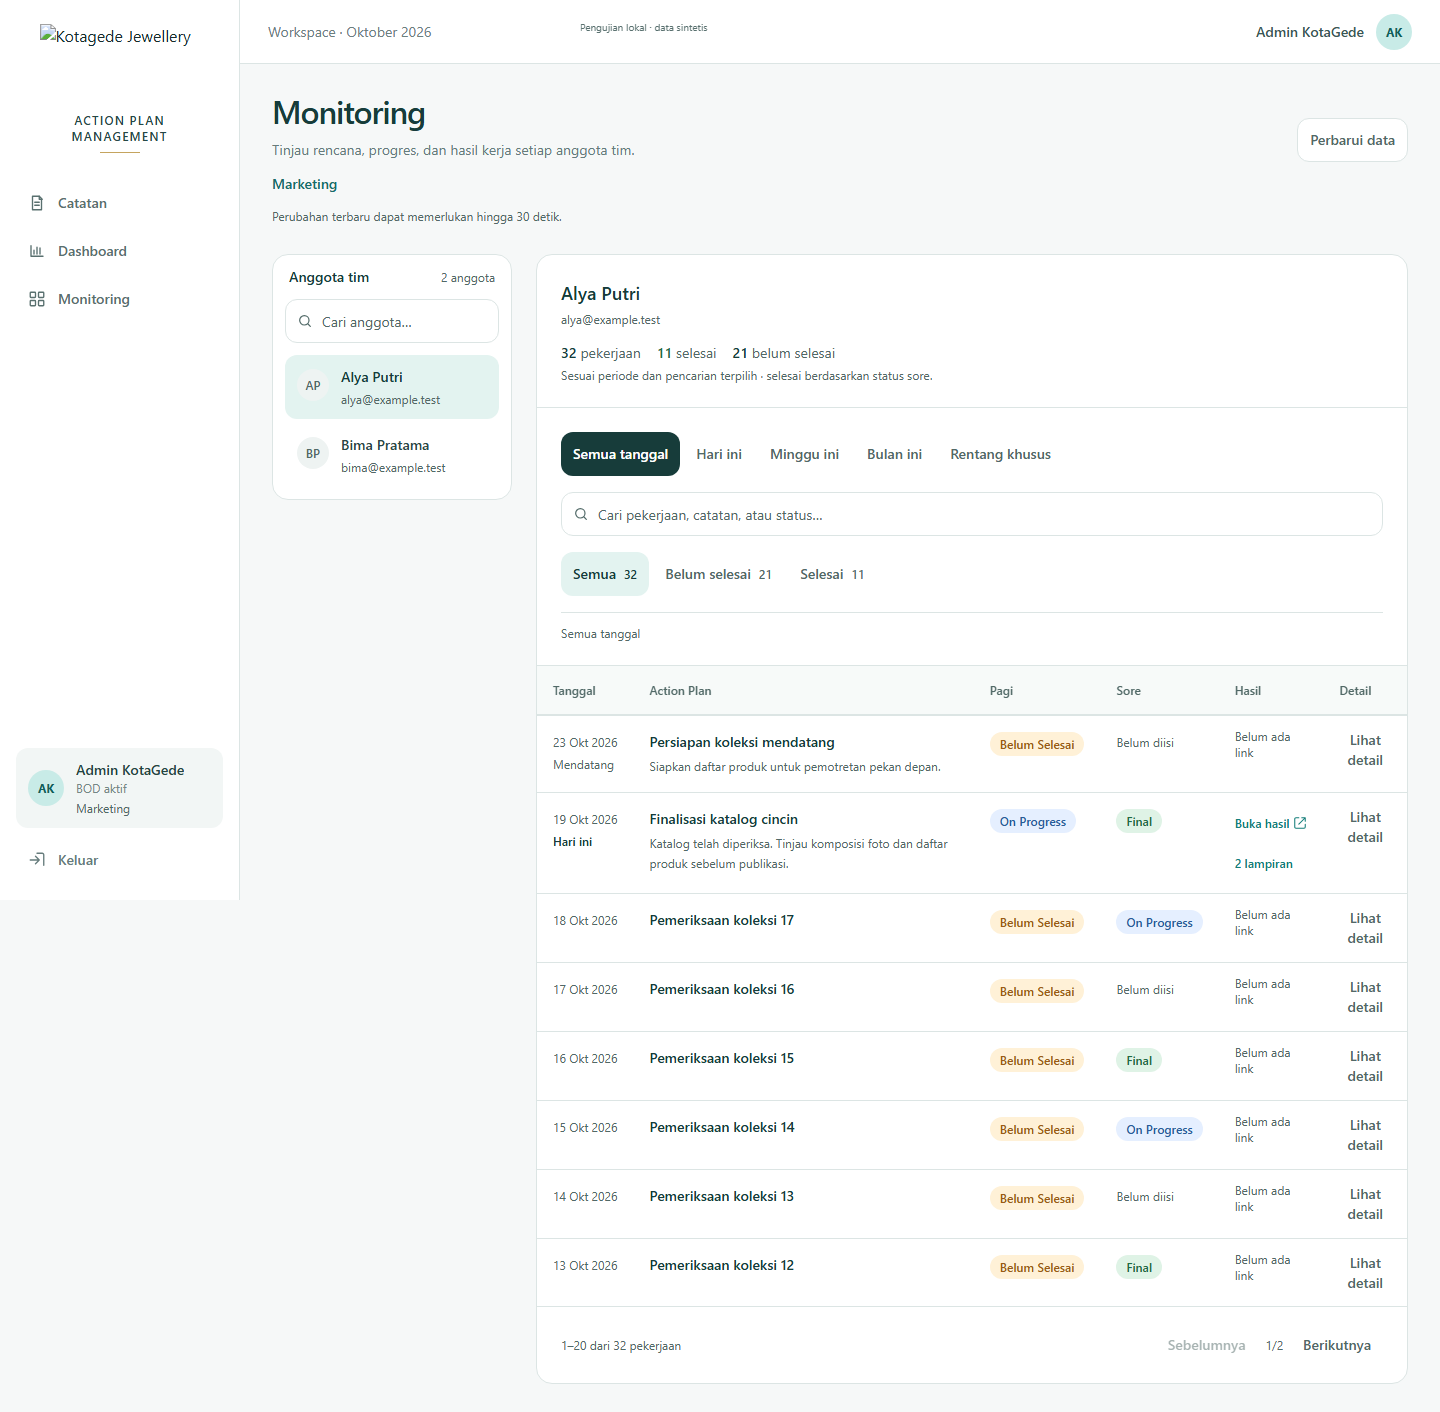 Kotagede Jewellery
ACTION PLAN
MANAGEMENT
Catatan
Dashboard
Monitoring
AK
Admin KotaGede
BOD aktif
Marketing
Keluar
Workspace · Oktober 2026
Pengujian lokal · data sintetis
Admin KotaGede
AK
Monitoring
Tinjau rencana, progres, dan hasil kerja setiap anggota tim.
Marketing
Perubahan terbaru dapat memerlukan hingga 30 detik.
Perbarui data
Anggota tim
2 anggota
Cari anggota...
AP
Alya Putri
alya@example.test
BP
Bima Pratama
bima@example.test
Alya Putri
alya@example.test
32 pekerjaan 11 selesai 21 belum selesai
Sesuai periode dan pencarian terpilih · selesai berdasarkan status sore.
Semua tanggal Hari ini Minggu ini Bulan ini Rentang khusus
Cari pekerjaan, catatan, atau status...
Semua 32 Belum selesai 21 Selesai 11
Semua tanggal
Tanggal Action Plan Pagi Sore Hasil Detail
23 Okt 2026
Mendatang
Persiapan koleksi mendatang
Siapkan daftar produk untuk pemotretan pekan depan.
Belum Selesai
Belum diisi
Belum ada
link
Lihat
detail
19 Okt 2026
Hari ini
Finalisasi katalog cincin
Katalog telah diperiksa. Tinjau komposisi foto dan daftar
produk sebelum publikasi.
On Progress
Final
Buka hasil
2 lampiran
Lihat
detail
18 Okt 2026
Pemeriksaan koleksi 17
Belum Selesai
On Progress
Belum ada
link
Lihat
detail
17 Okt 2026
Pemeriksaan koleksi 16
Belum Selesai
Belum diisi
Belum ada
link
Lihat
detail
16 Okt 2026
Pemeriksaan koleksi 15
Belum Selesai
Final
Belum ada
link
Lihat
detail
15 Okt 2026
Pemeriksaan koleksi 14
Belum Selesai
On Progress
Belum ada
link
Lihat
detail
14 Okt 2026
Pemeriksaan koleksi 13
Belum Selesai
Belum diisi
Belum ada
link
Lihat
detail
13 Okt 2026
Pemeriksaan koleksi 12
Belum Selesai
Final
Belum ada
link
Lihat
detail
1–20 dari 32 pekerjaan
Sebelumnya 1/2 Berikutnya